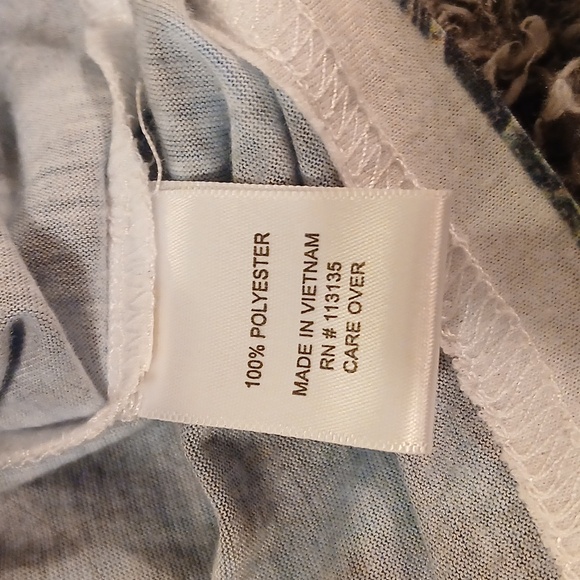 100% POLYESTER
MADE IN VIETNAM
RN # 113135
CARE OVER